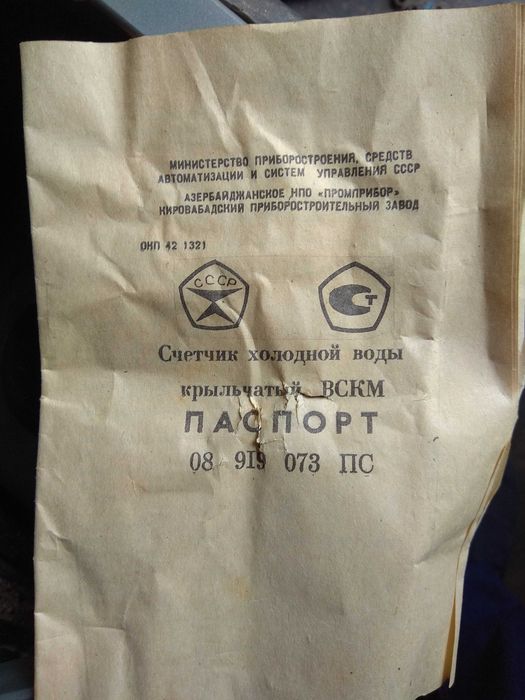 МИНИСТЕРСТВО ПРИБОРОСТРОЕНИЯ, СРЕДСТВ
АВТОМАТИЗАЦИИ И СИСТЕМ УПРАВЛЕНИЯ СССР
АЗЕРБАЙДЖАНСКОЕ НПО «ПРОМПРИБОР»
КИРОВАБАДСКИЙ ПРИБОРОСТРОИТЕЛЬНЫЙ ЗАВОД
ОКП 42 1321
СССР
Ст
Счетчик холодной воды
крыльчатый ВСКМ
ПАСПОРТ
08 919 073 ПС